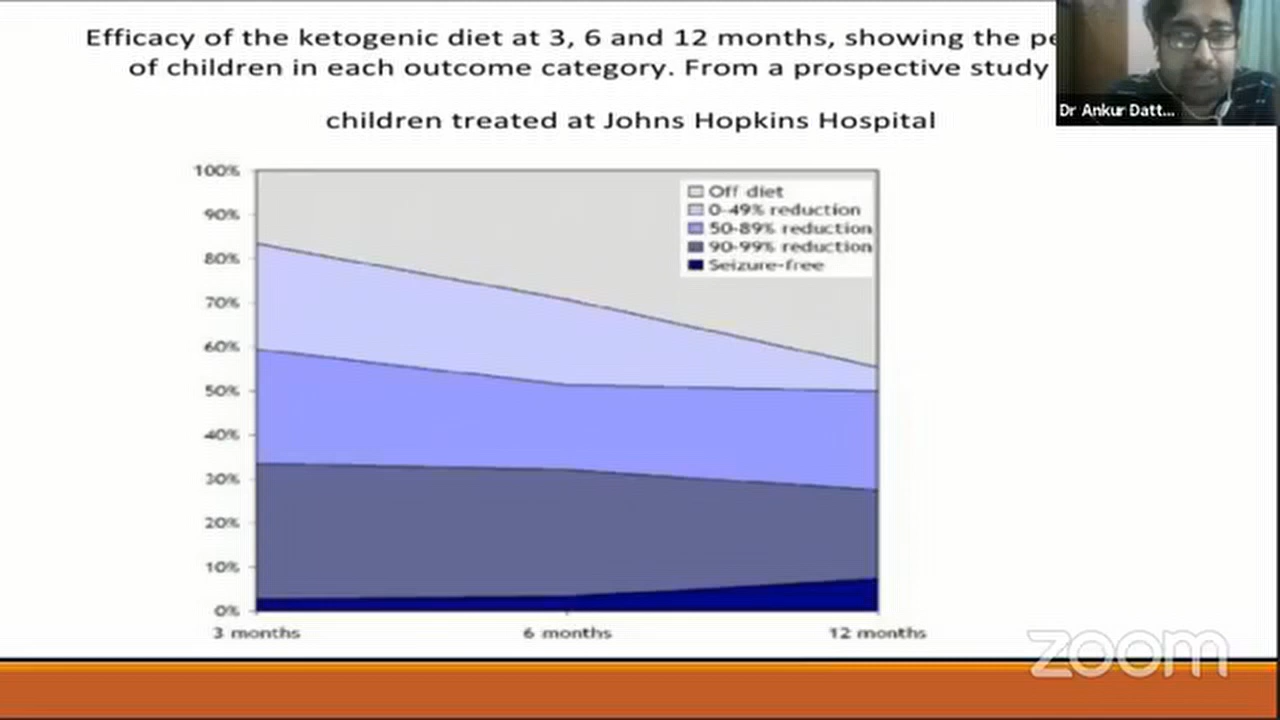 Efficacy of the ketogenic diet at 3, 6 and 12 months, showing the
of children in each outcome category. From a prospective study
children treated at Johns Hopkins Hospital
Dr Ankur Datt...
100%
90%
80%
70%
60%
50%
40%
30%
20%
10%
0%
Off diet
0-49% reduction
50-89% reduction
90-99% reduction
Seizure-free
3 months
6 months
12 months
zoom